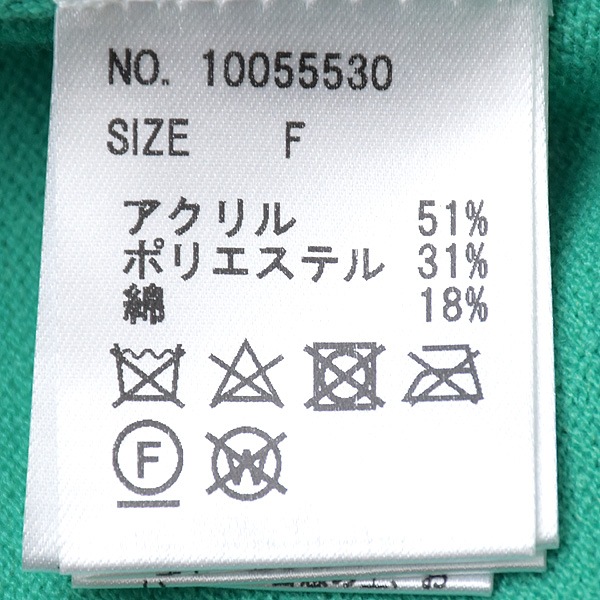 NO. 10055530
SIZE F
アクリル 51%
ポリエステル 31%
綿 18%
F W